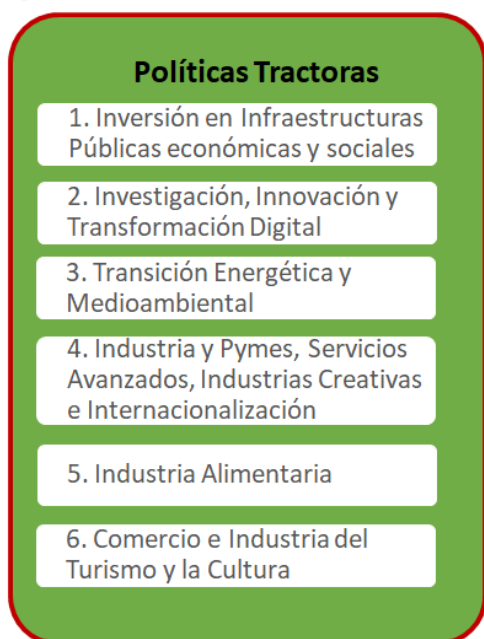 Políticas Tractoras
1. Inversión en Infraestructuras
Públicas económicas y sociales
2. Investigación, Innovación y
Transformación Digital
3. Transición Energética y
Medioambiental
4. Industria y Pymes, Servicios
Avanzados, Industrias Creativas
e Internacionalización
5. Industria Alimentaria
6. Comercio e Industria del
Turismo y la Cultura